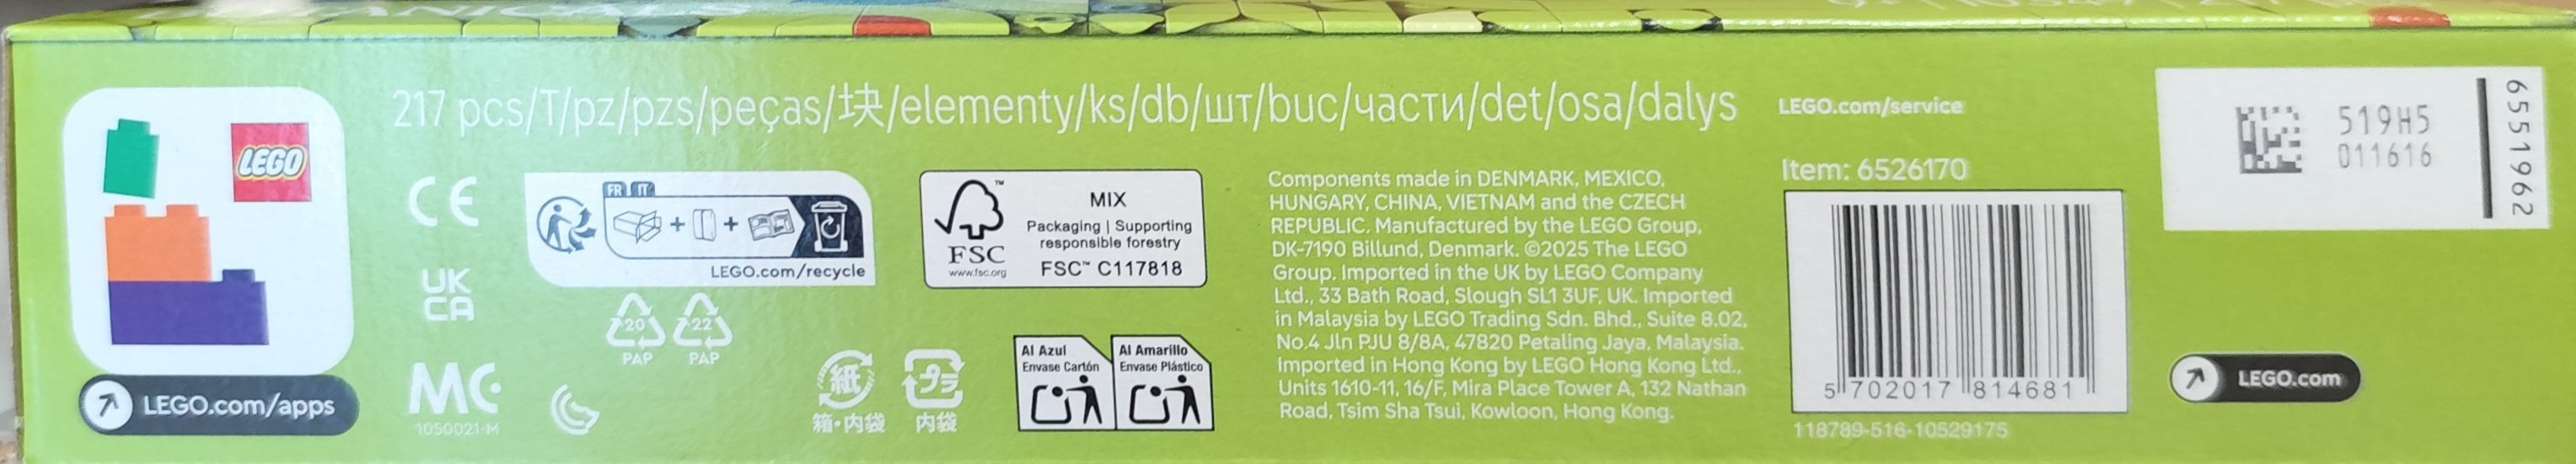 217 pcs/T/pz/pzs/peças/块/elementy/ks/db/шт/buc/части/det/osa/dalys
LEGO
LEGO.com/apps
CE
UK
CA
1050021-M
FR IT
LEGO.com/recycle
20
PAP
22
PAP
紙
箱・内袋
プラ
内袋
FSC
www.fsc.org
MIX
Packaging | Supporting
responsible forestry
FSC™ C117818
Al Azul
Envase Cartón
Al Amarillo
Envase Plástico
Components made in DENMARK, MEXICO,
HUNGARY, CHINA, VIETNAM and the CZECH
REPUBLIC. Manufactured by the LEGO Group,
DK-7190 Billund, Denmark. ©2025 The LEGO
Group. Imported in the UK by LEGO Company
Ltd., 33 Bath Road, Slough SL1 3UF, UK. Imported
in Malaysia by LEGO Trading Sdn. Bhd., Suite 8.02,
No.4 Jln PJU 8/8A, 47820 Petaling Jaya, Malaysia.
Imported in Hong Kong by LEGO Hong Kong Ltd.,
Units 1610-11, 16/F, Mira Place Tower A, 132 Nathan
Road, Tsim Sha Tsui, Kowloon, Hong Kong.
LEGO.com/service
Item: 6526170
5 702017 814681
118789-516-10529175
519H5
011616
6551962
LEGO.com